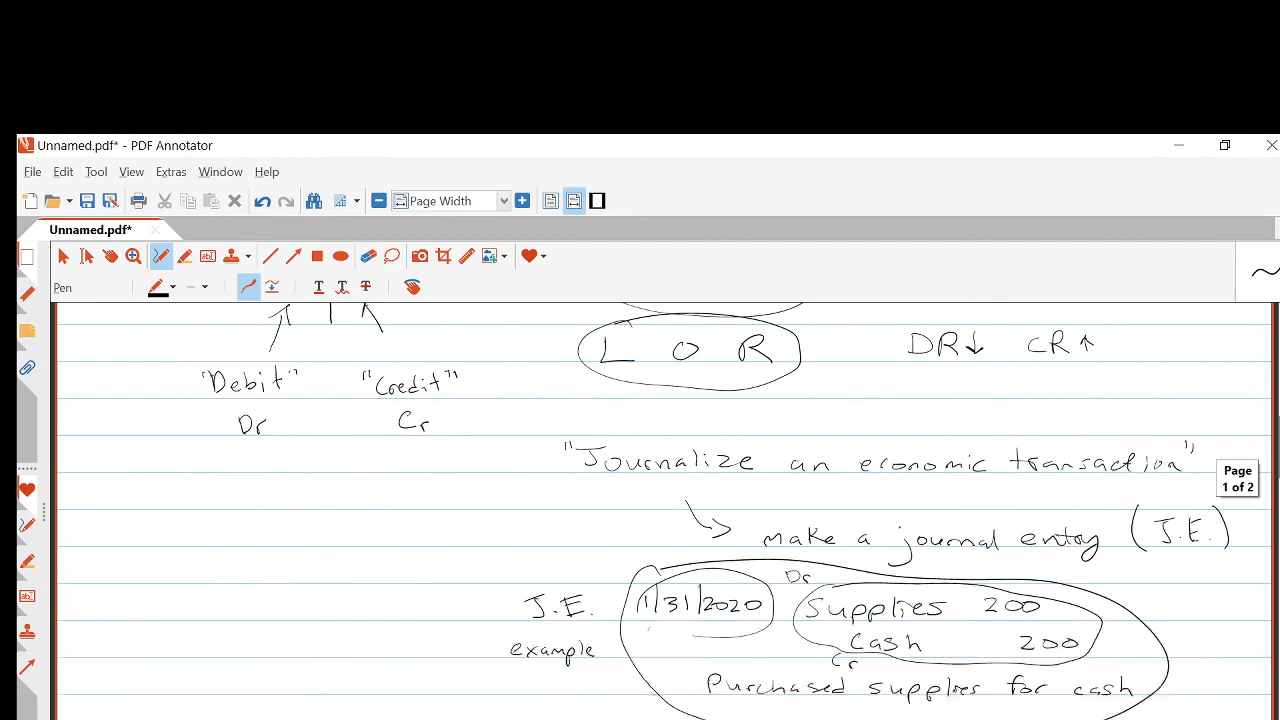 Unnamed.pdf* - PDF Annotator
File Edit Tool View Extras Window Help
Page Width
Unnamed.pdf*
Pen
L O R DR↓ CR↑
"Debit" "Credit"
Dr Cr
"Journalize an economic transaction"
Page
1 of 2
↳ make a journal entry (J.E.)
Dr
J.E. 1/31/2020 Supplies 200
example Cash 200
Cr
Purchased supplies for cash